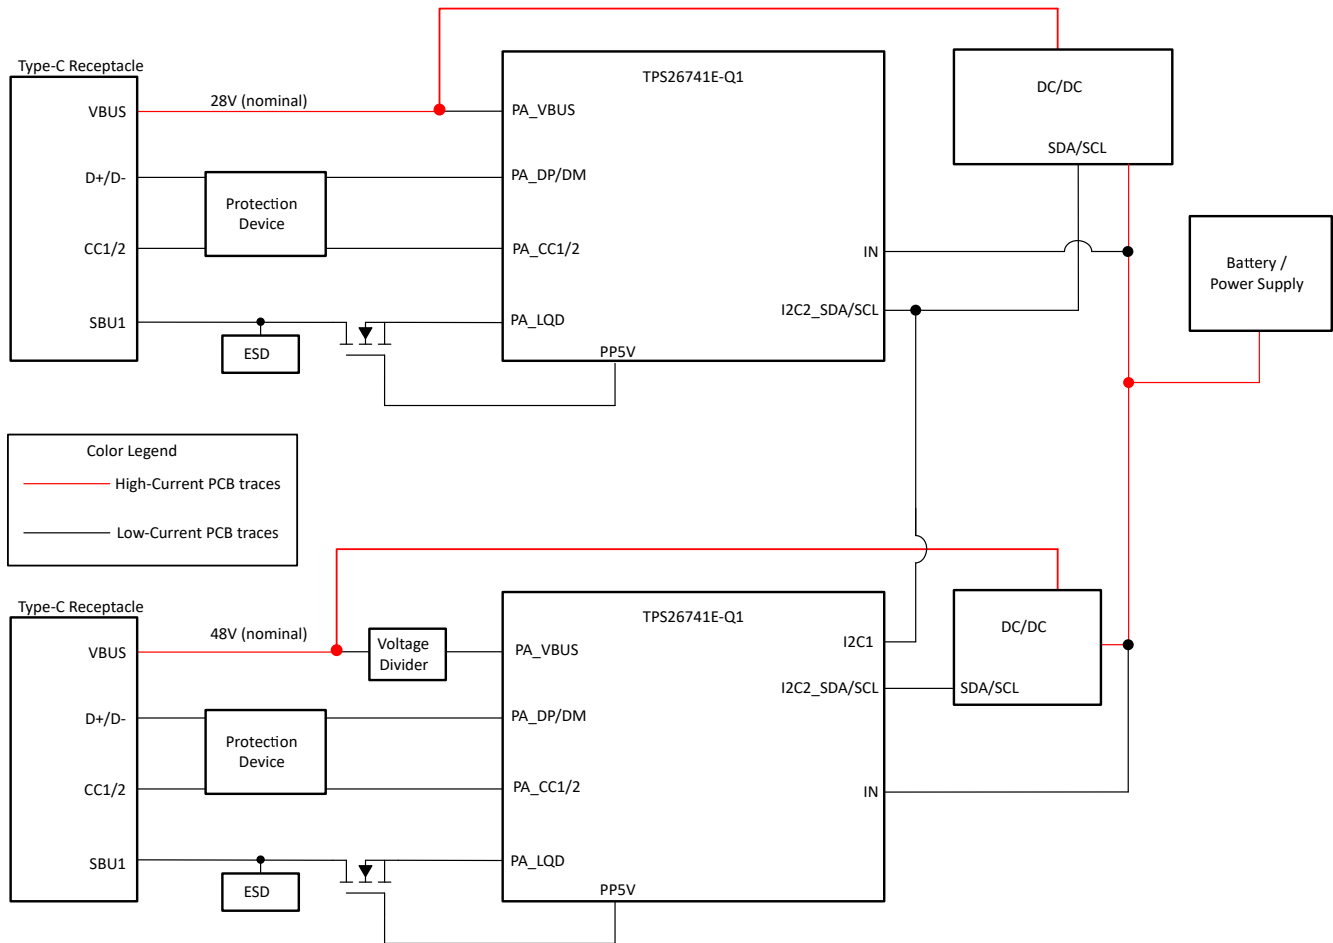 Type-C Receptacle
VBUS
28V (nominal)
D+/D-
CC1/2
SBU1
Protection
Device
ESD
TPS26741E-Q1
PA_VBUS
PA_DP/DM
PA_CC1/2
PA_LQD
PP5V
IN
I2C2_SDA/SCL
DC/DC
SDA/SCL
Battery /
Power Supply
Color Legend
High-Current PCB traces
Low-Current PCB traces
Type-C Receptacle
VBUS
48V (nominal)
D+/D-
CC1/2
SBU1
Voltage
Divider
Protection
Device
ESD
TPS26741E-Q1
PA_VBUS
PA_DP/DM
PA_CC1/2
PA_LQD
PP5V
I2C1
I2C2_SDA/SCL
IN
DC/DC
SDA/SCL